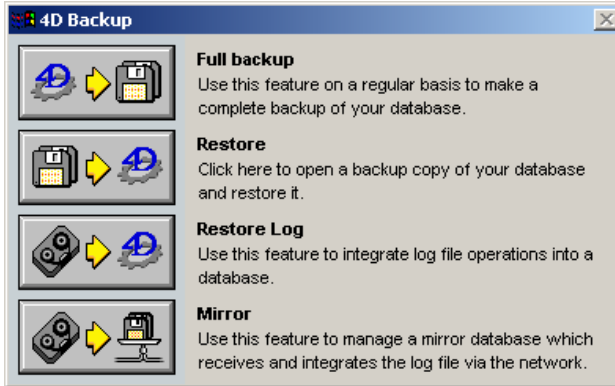 4D Backup
Full backup
Use this feature on a regular basis to make a
complete backup of your database.
Restore
Click here to open a backup copy of your database
and restore it.
Restore Log
Use this feature to integrate log file operations into a
database.
Mirror
Use this feature to manage a mirror database which
receives and integrates the log file via the network.
4D
4D
4D